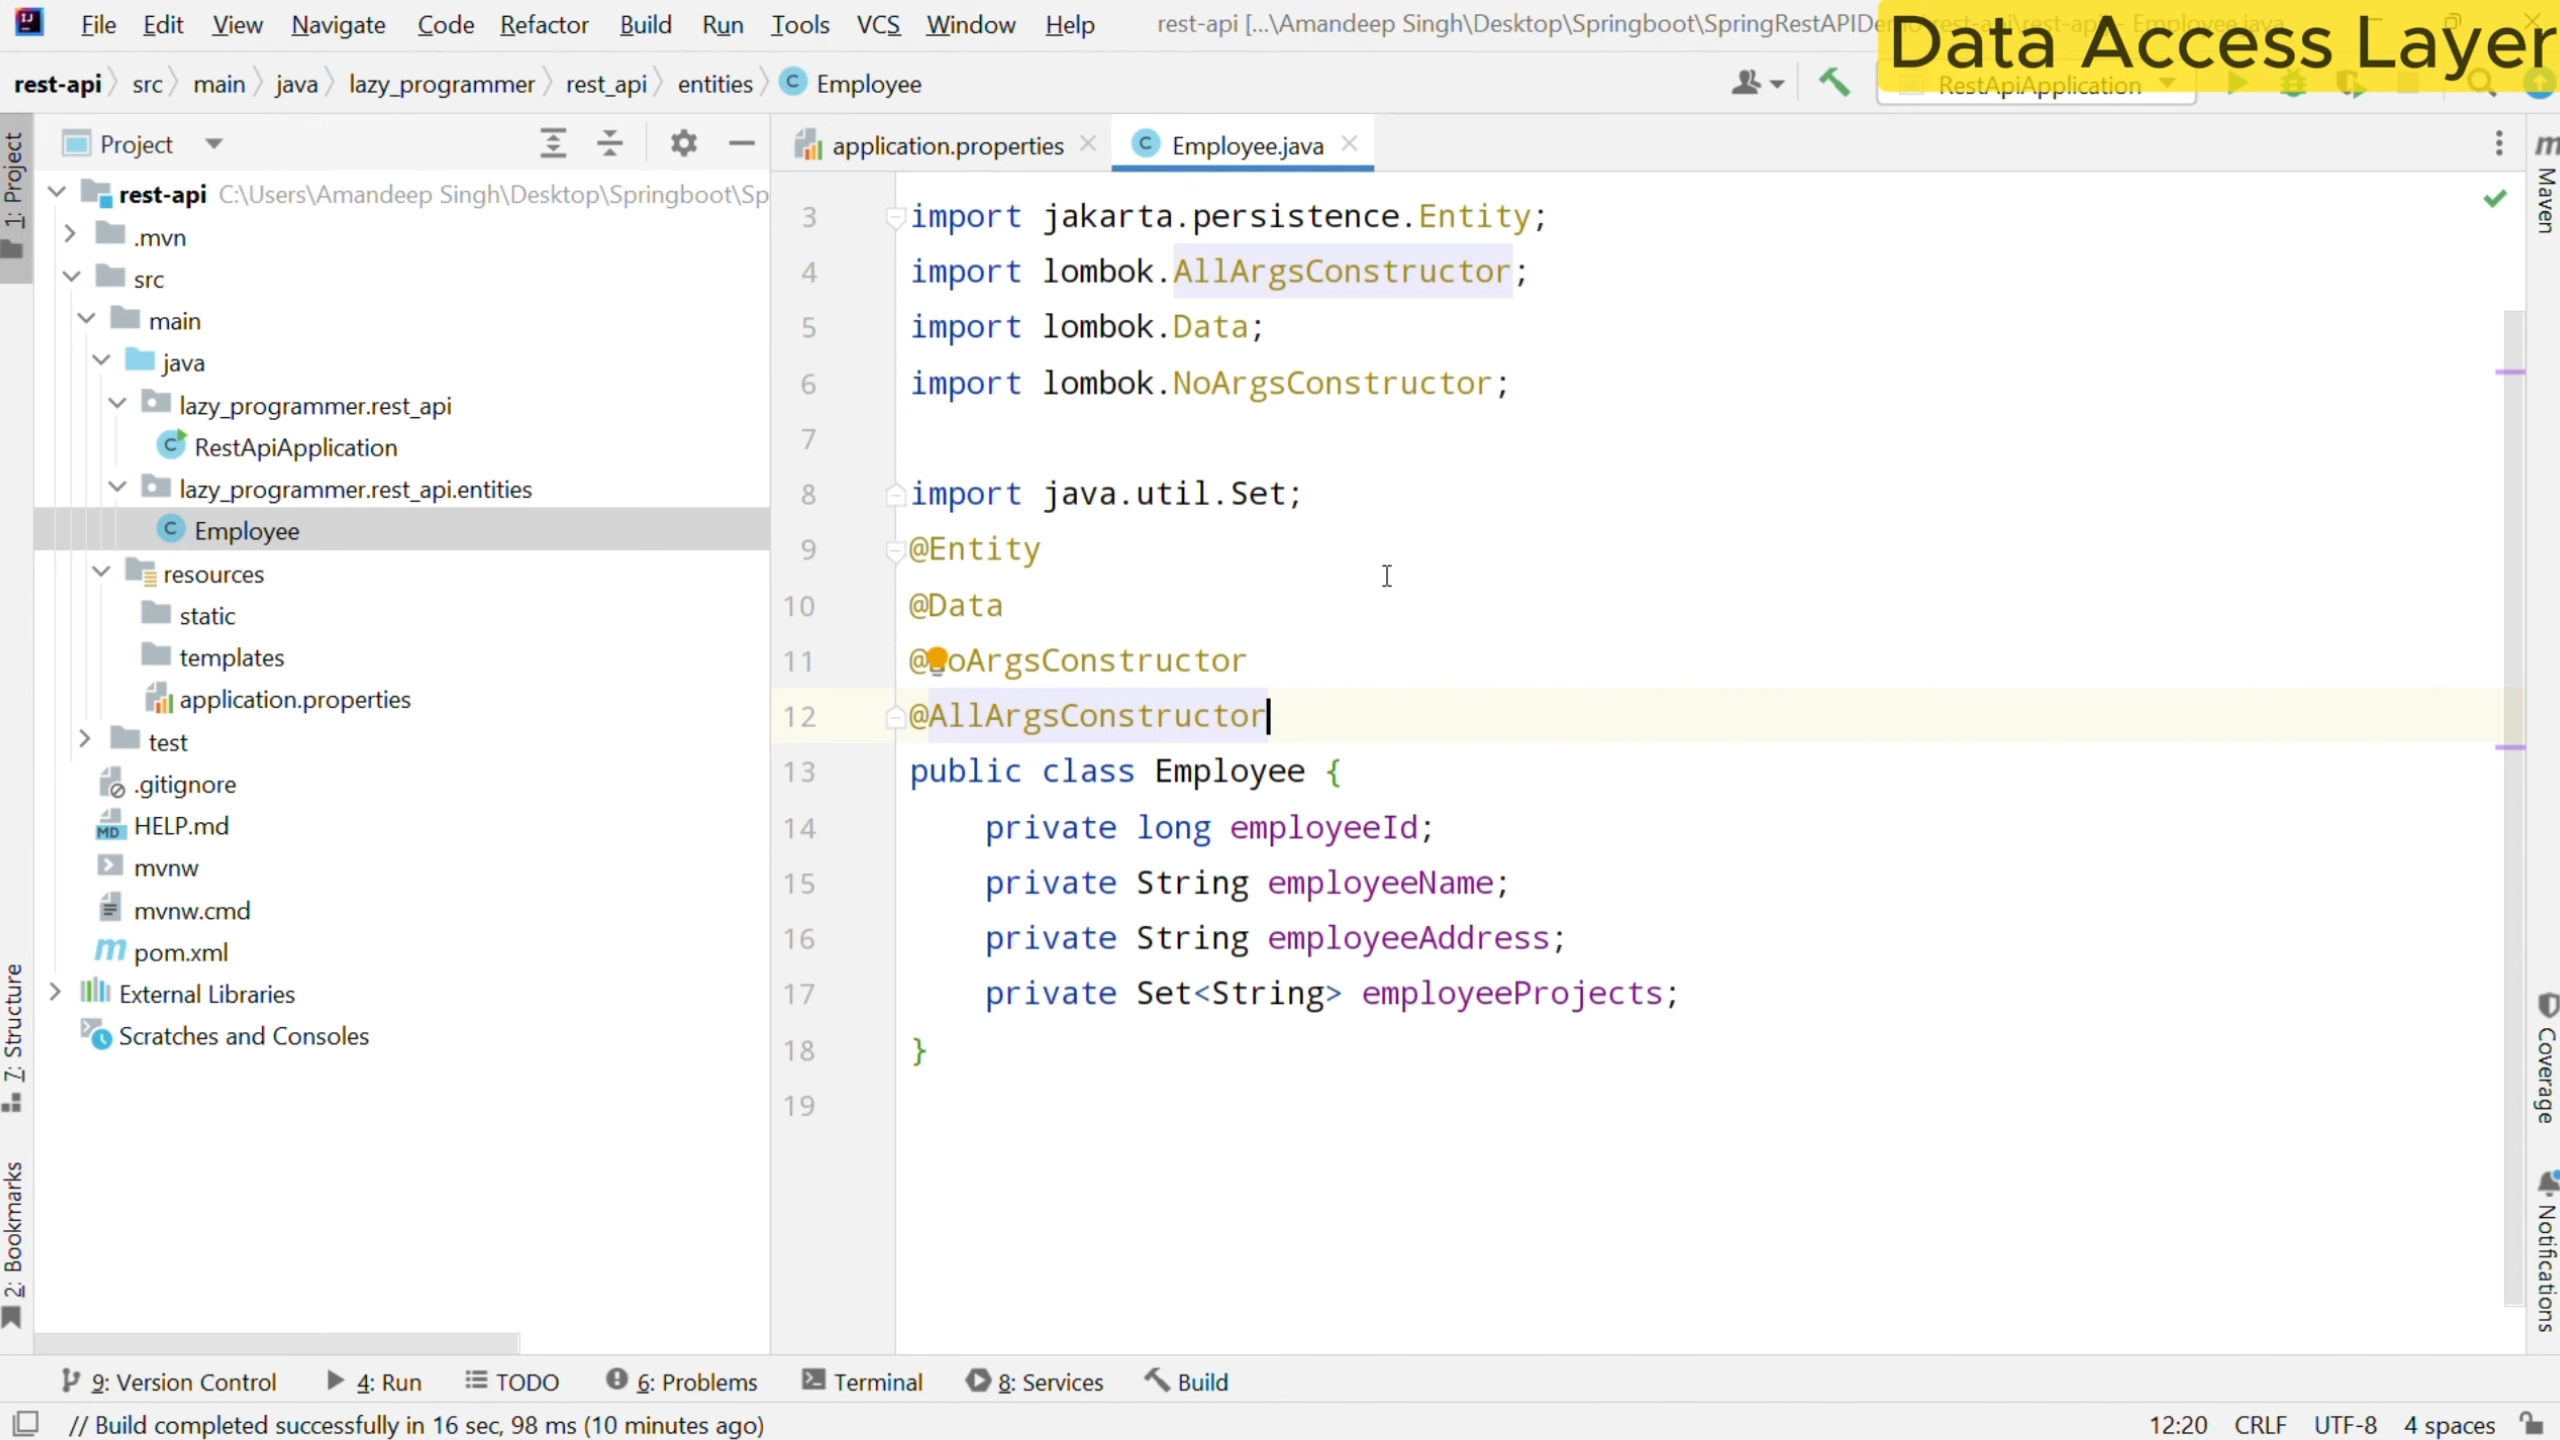 File Edit View Navigate Code Refactor Build Run Tools VCS Window Help rest-api [...\Amandeep Singh\Desktop\Springboot\SpringRestAPIDe
Data Access Layer
rest-api src main java lazy_programmer rest_api entities Employee RestApiApplication
1: Project
Project
application.properties
Employee.java
Maven
rest-api C:\Users\Amandeep Singh\Desktop\Springboot\Sp
.mvn
src
main
java
lazy_programmer.rest_api
RestApiApplication
lazy_programmer.rest_api.entities
Employee
resources
static
templates
application.properties
test
.gitignore
HELP.md
mvnw
mvnw.cmd
pom.xml
External Libraries
Scratches and Consoles
7: Structure
2: Bookmarks
3 import jakarta.persistence.Entity;
4 import lombok.AllArgsConstructor;
5 import lombok.Data;
6 import lombok.NoArgsConstructor;
7
8 import java.util.Set;
9 @Entity
10 @Data
11 @NoArgsConstructor
12 @AllArgsConstructor
13 public class Employee {
14 private long employeeId;
15 private String employeeName;
16 private String employeeAddress;
17 private Set<String> employeeProjects;
18 }
19
Coverage
Notifications
9: Version Control 4: Run TODO 6: Problems Terminal 8: Services Build
// Build completed successfully in 16 sec, 98 ms (10 minutes ago) 12:20 CRLF UTF-8 4 spaces